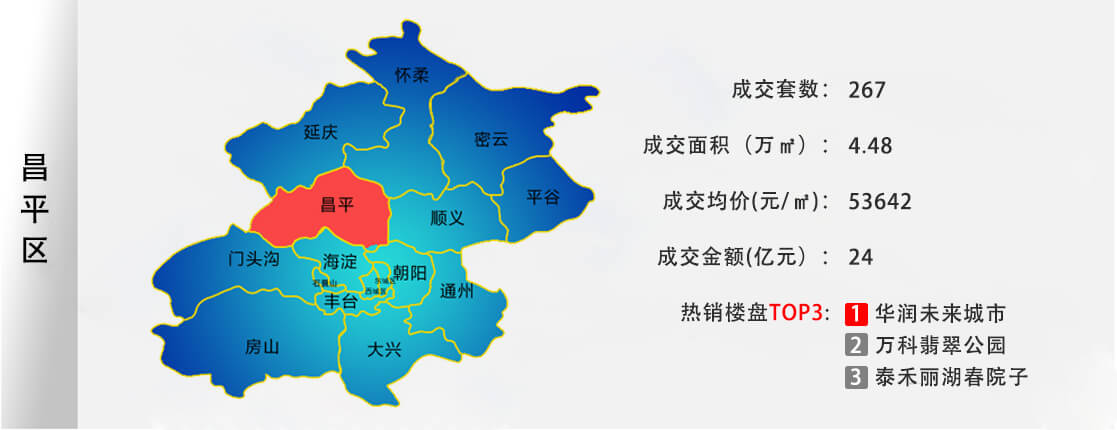 昌平区
怀柔
延庆
密云
平谷
昌平
顺义
门头沟
海淀
朝阳
石景山
东城区
西城区
通州
丰台
房山
大兴
成交套数： 267
成交面积（万㎡）： 4.48
成交均价(元/㎡)： 53642
成交金额(亿元)： 24
热销楼盘TOP3: 1 华润未来城市
2 万科翡翠公园
3 泰禾丽湖春院子